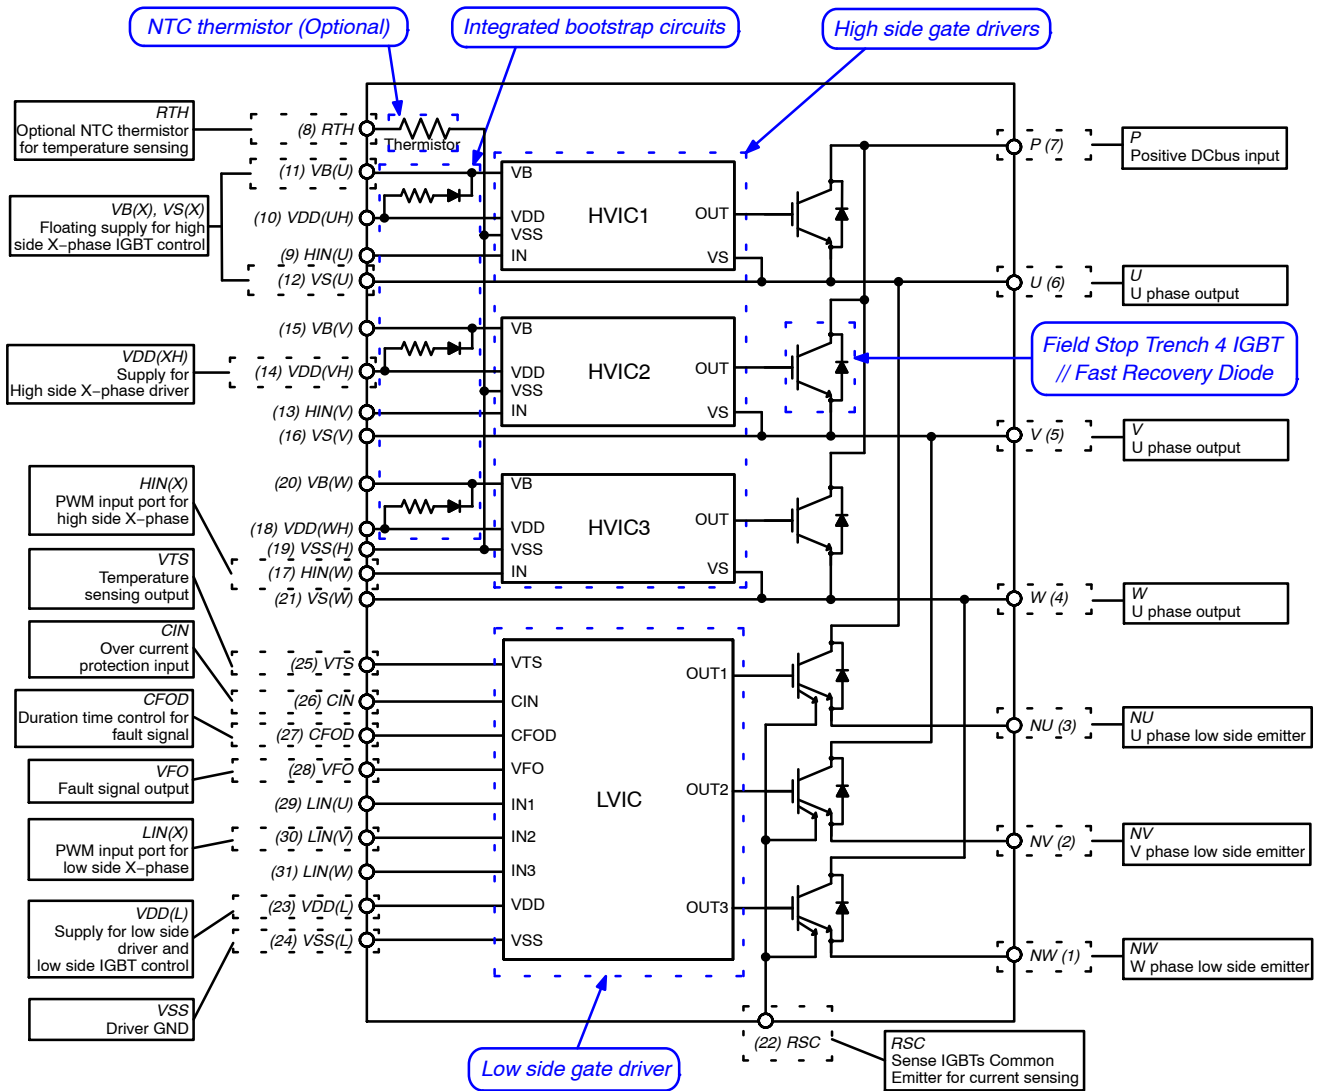 NTC thermistor (Optional)
Integrated bootstrap circuits
High side gate drivers
RTH
Optional NTC thermistor
for temperature sensing
VB(X), VS(X)
Floating supply for high
side X−phase IGBT control
VDD(XH)
Supply for
High side X−phase driver
HIN(X)
PWM input port for
high side X−phase
VTS
Temperature
sensing output
CIN
Over current
protection input
CFOD
Duration time control for
fault signal
VFO
Fault signal output
LIN(X)
PWM input port for
low side X−phase
VDD(L)
Supply for low side
driver and
low side IGBT control
VSS
Driver GND
(8) RTH
(11) VB(U)
(10) VDD(UH)
(9) HIN(U)
(12) VS(U)
(15) VB(V)
(14) VDD(VH)
(13) HIN(V)
(16) VS(V)
(20) VB(W)
(18) VDD(WH)
(19) VSS(H)
(17) HIN(W)
(21) VS(W)
(25) VTS
(26) CIN
(27) CFOD
(28) VFO
(29) LIN(U)
(30) LIN(V)
(31) LIN(W)
(23) VDD(L)
(24) VSS(L)
Thermistor
VB
VDD
VSS
IN
HVIC1
OUT
VS
VB
VDD
VSS
IN
HVIC2
OUT
VS
VB
VDD
VSS
IN
HVIC3
OUT
VS
VTS
CIN
CFOD
VFO
IN1
IN2
IN3
VDD
VSS
LVIC
OUT1
OUT2
OUT3
P (7)
U (6)
V (5)
W (4)
NU (3)
NV (2)
NW (1)
P
Positive DCbus input
U
U phase output
Field Stop Trench 4 IGBT
// Fast Recovery Diode
V
U phase output
W
U phase output
NU
U phase low side emitter
NV
V phase low side emitter
NW
W phase low side emitter
Low side gate driver
(22) RSC
RSC
Sense IGBTs Common
Emitter for current sensing